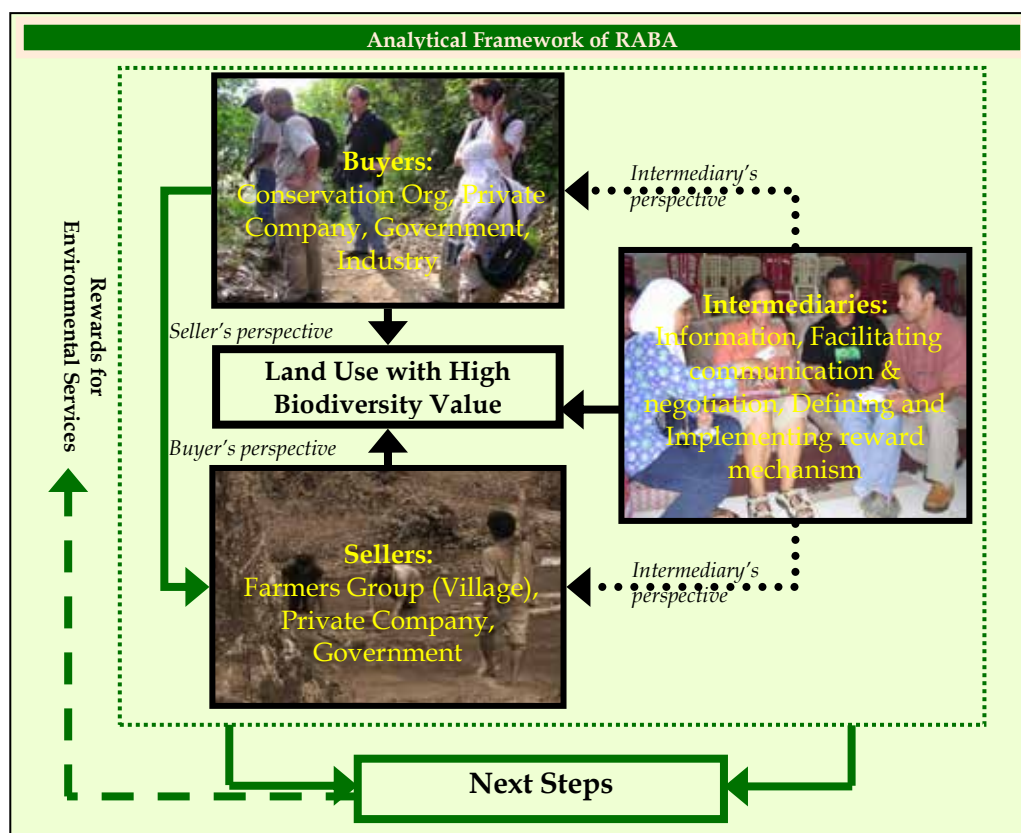 Analytical Framework of RABA
Buyers:
Conservation Org, Private
Company, Government,
Industry
Intermediary's
perspective
Rewards for
Environmental Services
Intermediaries:
Information, Facilitating
communication &
negotiation, Defining and
Implementing reward
mechanism
Seller's perspective
Land Use with High
Biodiversity Value
Buyer's perspective
Sellers:
Farmers Group (Village),
Private Company,
Government
Intermediary's
perspective
Next Steps